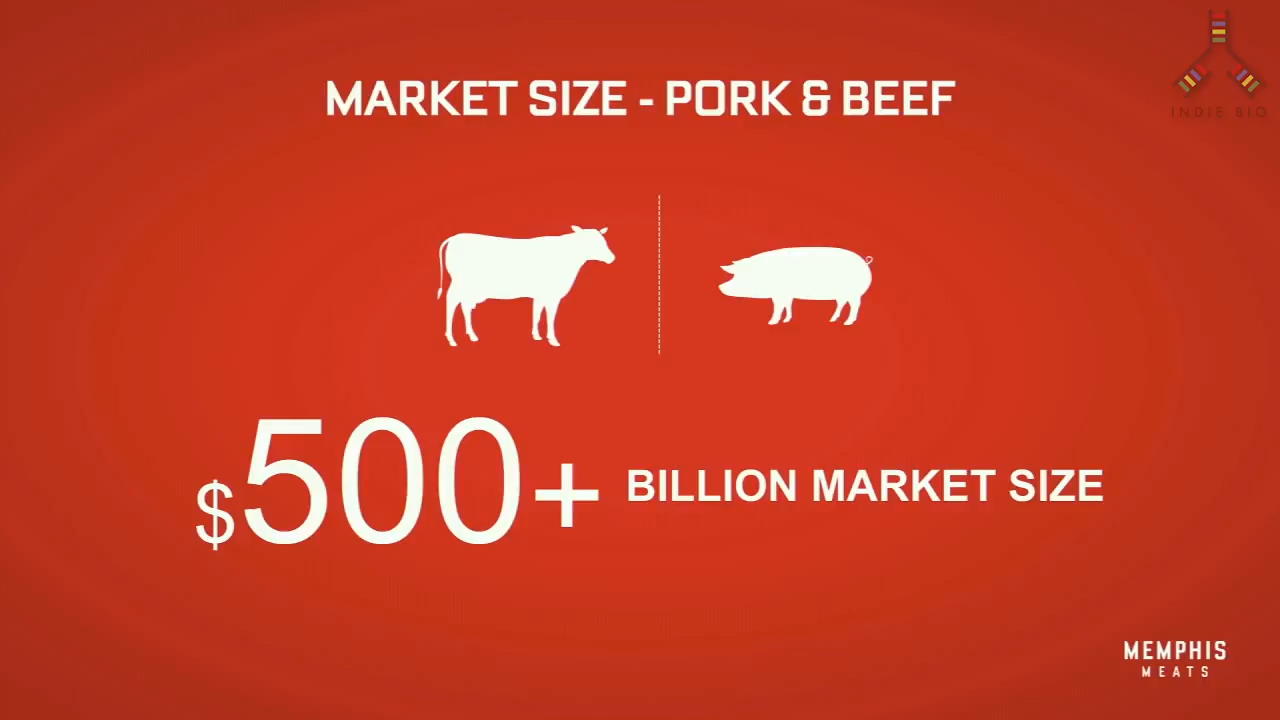 INDIE BIO
MARKET SIZE - PORK & BEEF
$500+ BILLION MARKET SIZE
MEMPHIS
MEATS